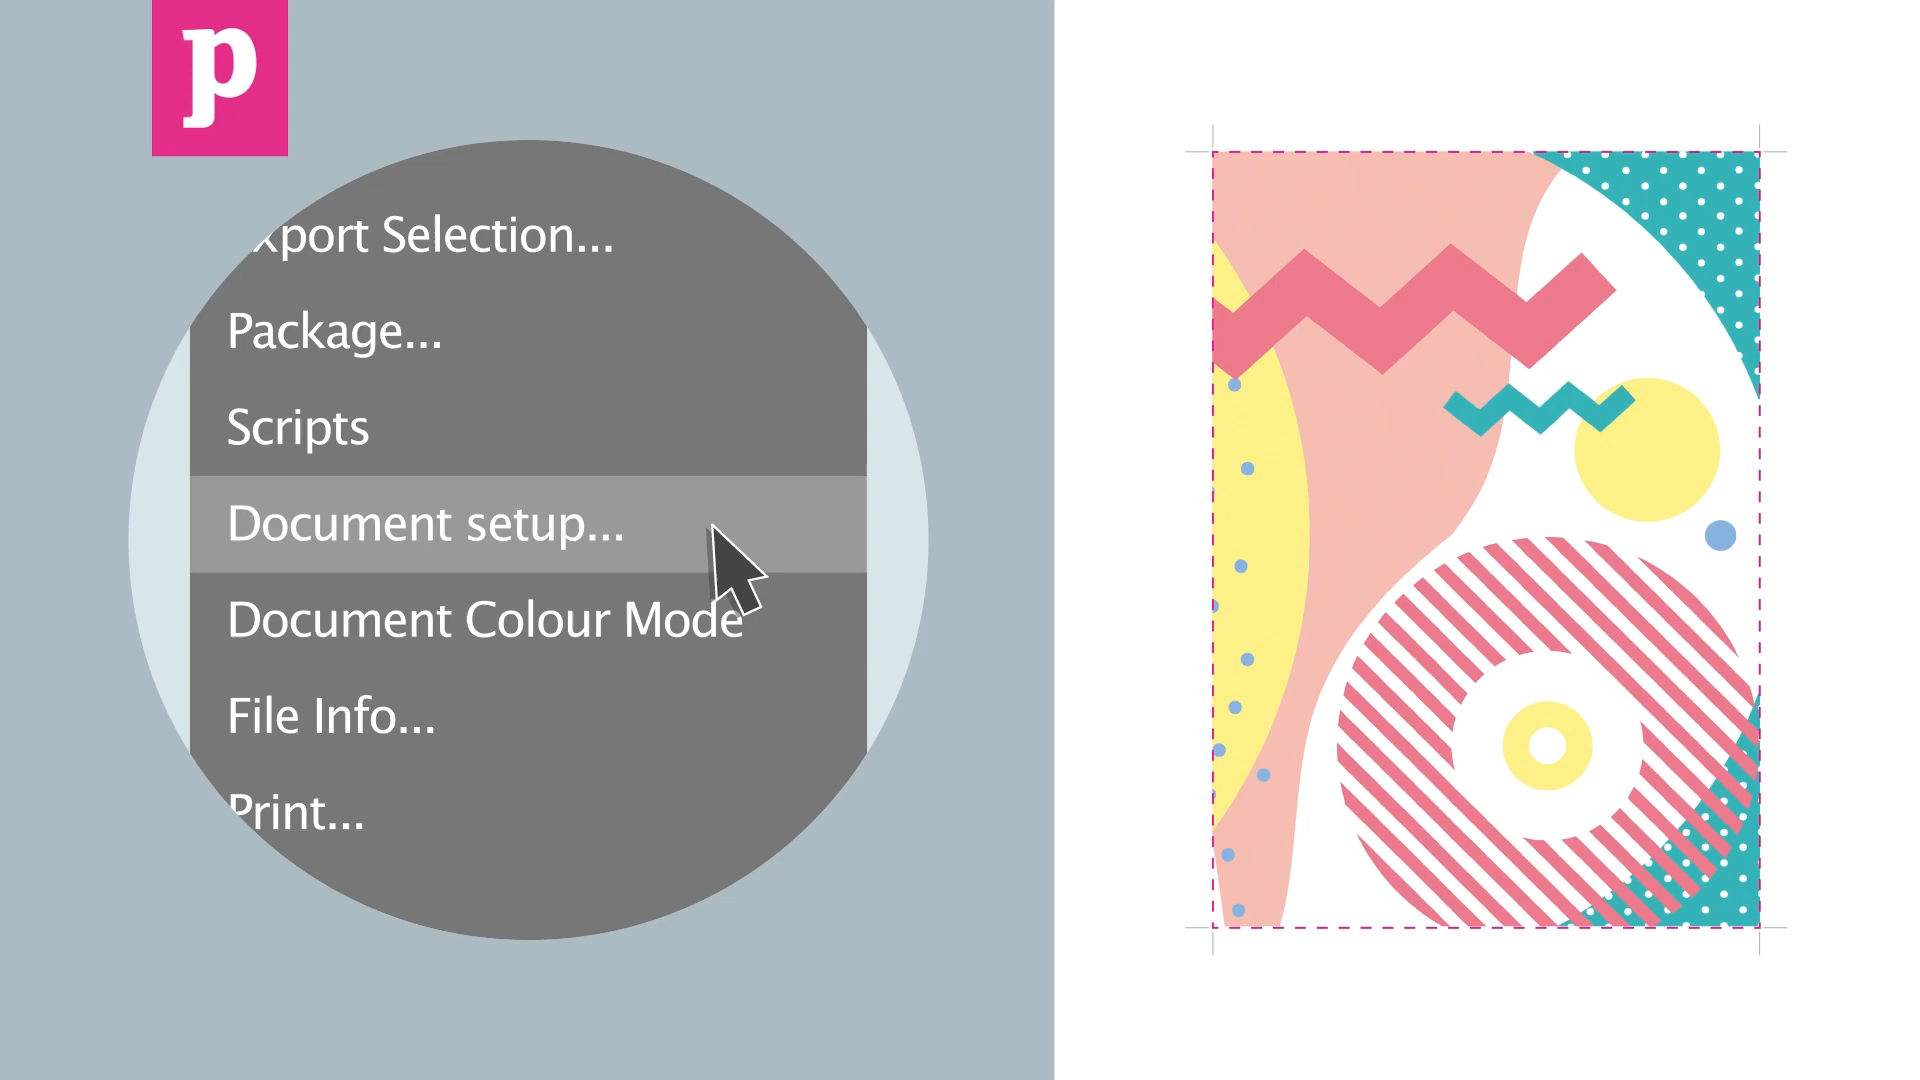 p
xport Selection...
Package...
Scripts
Document setup...
Document Colour Mode
File Info...
Print...